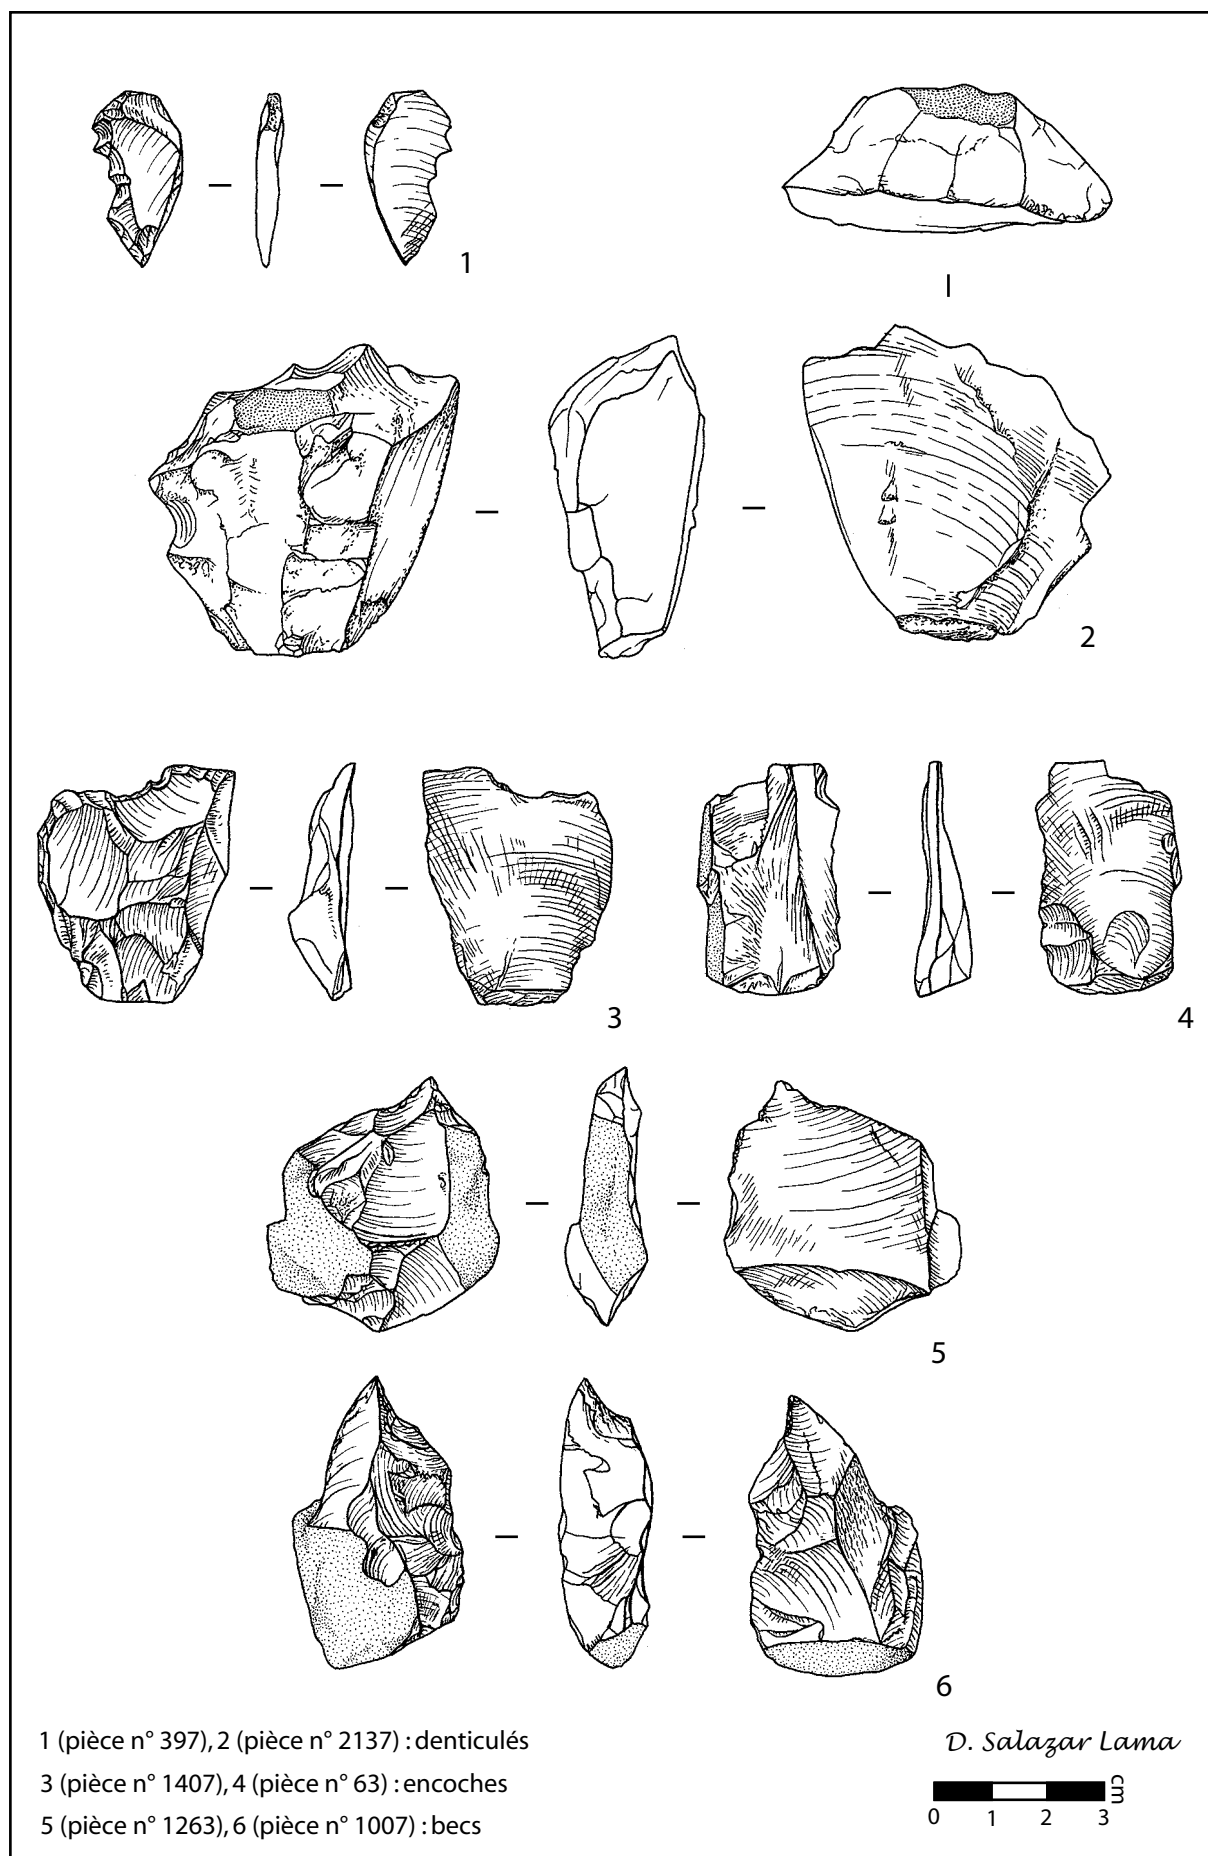 1
2
3
4
5
6
1 (pièce n° 397), 2 (pièce n° 2137) : denticulés
3 (pièce n° 1407), 4 (pièce n° 63) : encoches
5 (pièce n° 1263), 6 (pièce n° 1007) : becs
D. Salazar Lama
cm
0 1 2 3